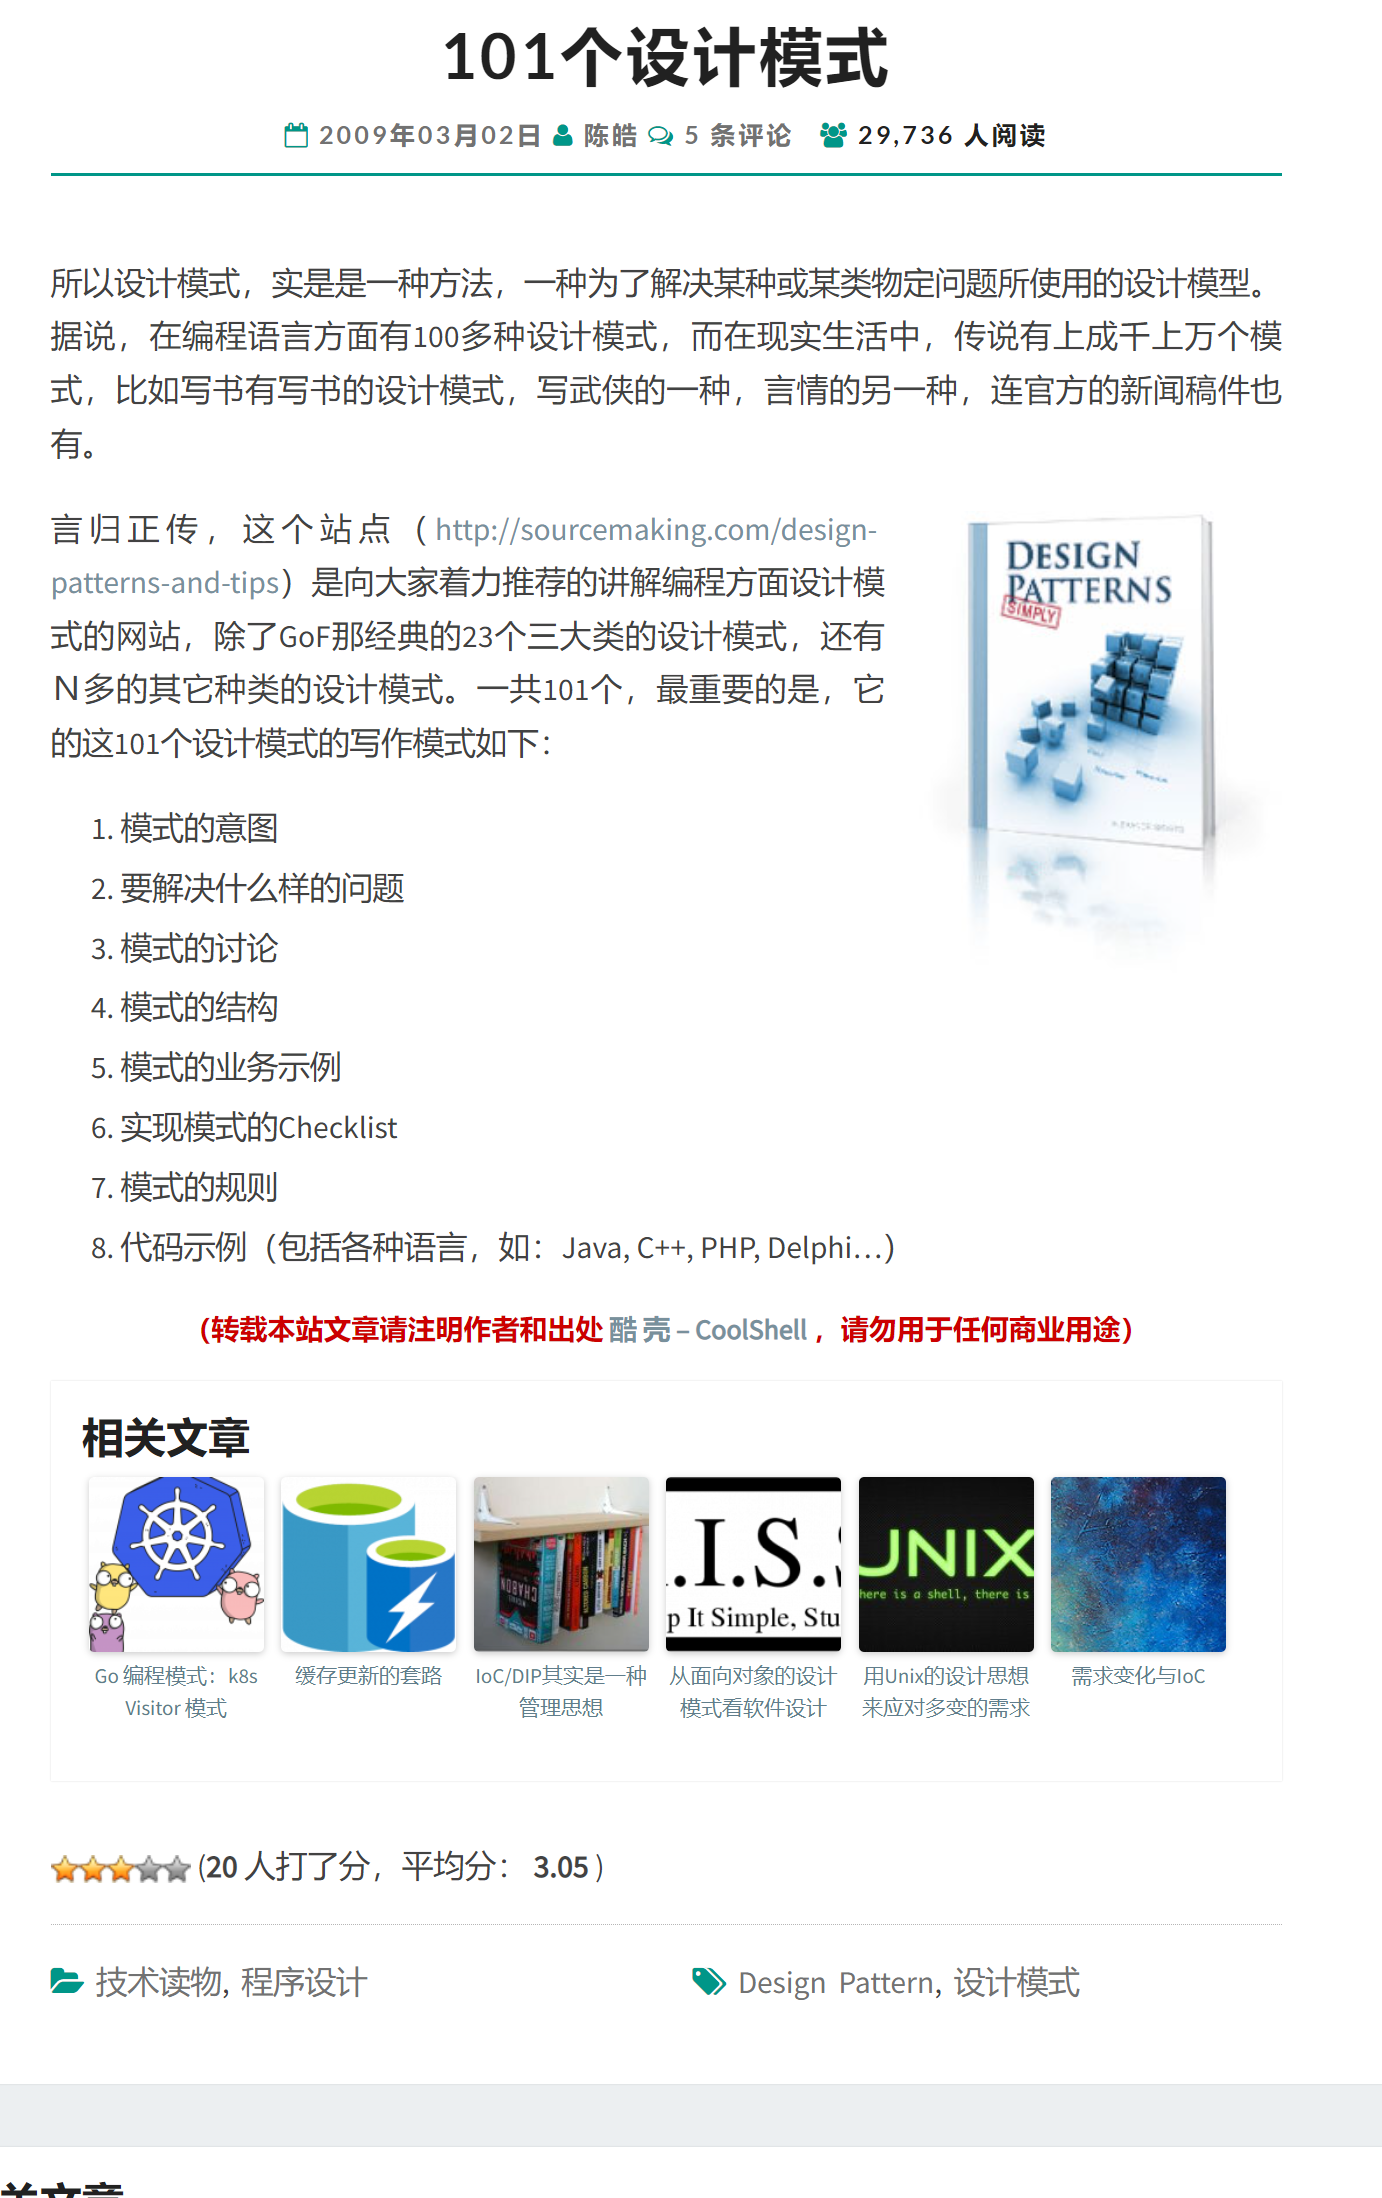 101个设计模式
2009年03月02日 陈皓 5 条评论 29,736 人阅读
所以设计模式，实是是一种方法，一种为了解决某种或某类物定问题所使用的设计模型。
据说，在编程语言方面有100多种设计模式，而在现实生活中，传说有上成千上万个模
式，比如写书有写书的设计模式，写武侠的一种，言情的另一种，连官方的新闻稿件也
有。
言归正传，这个站点（http://sourcemaking.com/design-
patterns-and-tips）是向大家着力推荐的讲解编程方面设计模
式的网站，除了GoF那经典的23个三大类的设计模式，还有
Ｎ多的其它种类的设计模式。一共101个，最重要的是，它
的这101个设计模式的写作模式如下：
DESIGN
PATTERNS
SIMPLY
1. 模式的意图
2. 要解决什么样的问题
3. 模式的讨论
4. 模式的结构
5. 模式的业务示例
6. 实现模式的Checklist
7. 模式的规则
8. 代码示例（包括各种语言，如：Java, C++, PHP, Delphi…）
（转载本站文章请注明作者和出处 酷 壳 – CoolShell ，请勿用于任何商业用途）
相关文章
CHABON
.I.S.S
p It Simple, Stu
UNIX
here is a shell, there is
Go 编程模式：k8s
Visitor 模式
缓存更新的套路
IoC/DIP其实是一种
管理思想
从面向对象的设计
模式看软件设计
用Unix的设计思想
来应对多变的需求
需求变化与IoC
(20 人打了分，平均分： 3.05 )
技术读物, 程序设计
Design Pattern, 设计模式
关文章